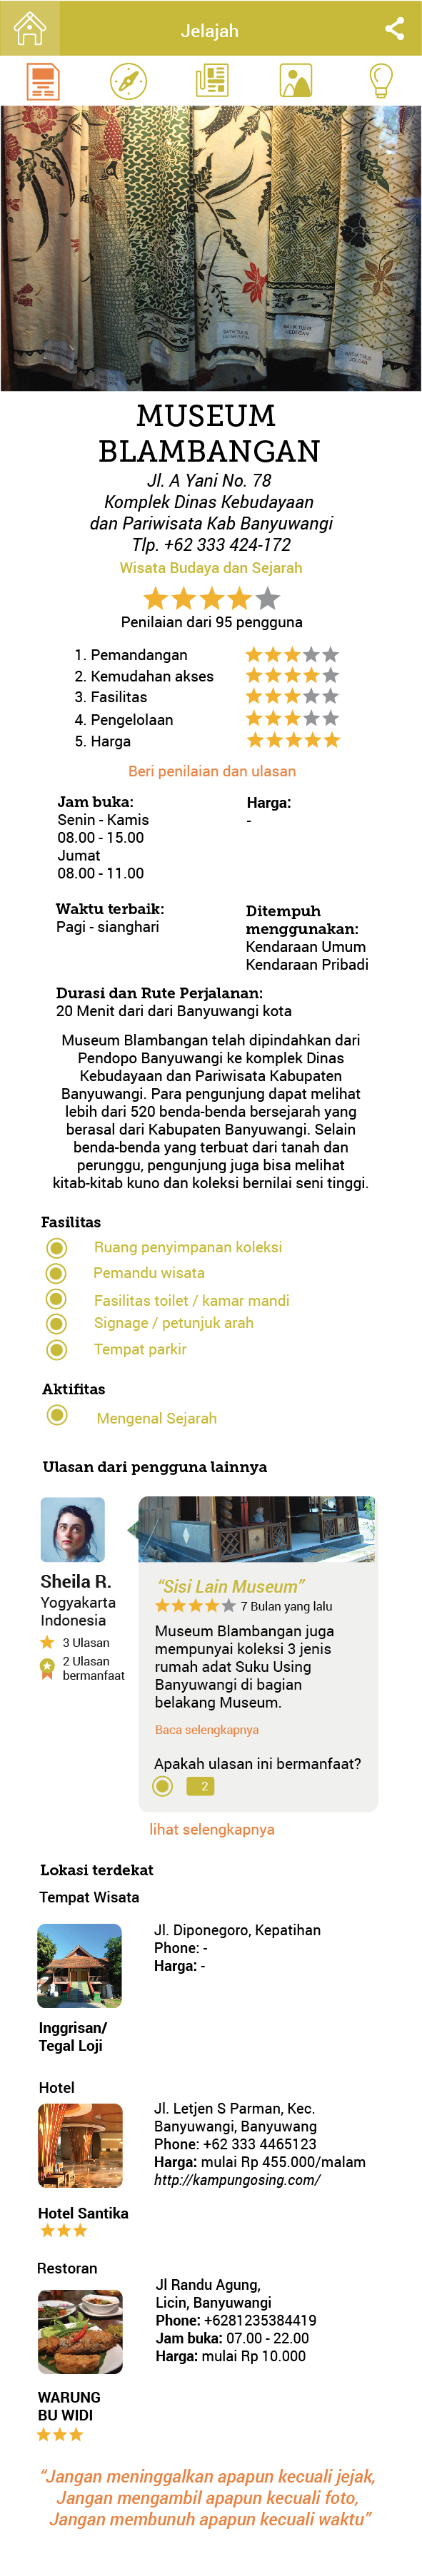 Jelajah
MUSEUM
BLAMBANGAN
Jl. A Yani No. 78
Komplek Dinas Kebudayaan
dan Pariwisata Kab Banyuwangi
Tlp. +62 333 424-172
Wisata Budaya dan Sejarah
Penilaian dari 95 pengguna
1. Pemandangan
2. Kemudahan akses
3. Fasilitas
4. Pengelolaan
5. Harga
Beri penilaian dan ulasan
Jam buka:
Senin - Kamis
08.00 - 15.00
Jumat
08.00 - 11.00
Harga:
-
Waktu terbaik:
Pagi - sianghari
Ditempuh
menggunakan:
Kendaraan Umum
Kendaraan Pribadi
Durasi dan Rute Perjalanan:
20 Menit dari dari Banyuwangi kota
Museum Blambangan telah dipindahkan dari
Pendopo Banyuwangi ke komplek Dinas
Kebudayaan dan Pariwisata Kabupaten
Banyuwangi. Para pengunjung dapat melihat
lebih dari 520 benda-benda bersejarah yang
berasal dari Kabupaten Banyuwangi. Selain
benda-benda yang terbuat dari tanah dan
perunggu, pengunjung juga bisa melihat
kitab-kitab kuno dan koleksi bernilai seni tinggi.
Fasilitas
Ruang penyimpanan koleksi
Pemandu wisata
Fasilitas toilet / kamar mandi
Signage / petunjuk arah
Tempat parkir
Aktifitas
Mengenal Sejarah
Ulasan dari pengguna lainnya
Sheila R.
Yogyakarta
Indonesia
3 Ulasan
2 Ulasan
bermanfaat
“Sisi Lain Museum”
7 Bulan yang lalu
Museum Blambangan juga
mempunyai koleksi 3 jenis
rumah adat Suku Using
Banyuwangi di bagian
belakang Museum.
Baca selengkapnya
Apakah ulasan ini bermanfaat?
2
lihat selengkapnya
Lokasi terdekat
Tempat Wisata
Jl. Diponegoro, Kepatihan
Phone: -
Harga: -
Inggrisan/
Tegal Loji
Hotel
Jl. Letjen S Parman, Kec.
Banyuwangi, Banyuwang
Phone: +62 333 4465123
Harga: mulai Rp 455.000/malam
http://kampungosing.com/
Hotel Santika
Restoran
Jl Randu Agung,
Licin, Banyuwangi
Phone: +6281235384419
Jam buka: 07.00 - 22.00
Harga: mulai Rp 10.000
WARUNG
BU WIDI
“Jangan meninggalkan apapun kecuali jejak,
Jangan mengambil apapun kecuali foto,
Jangan membunuh apapun kecuali waktu”